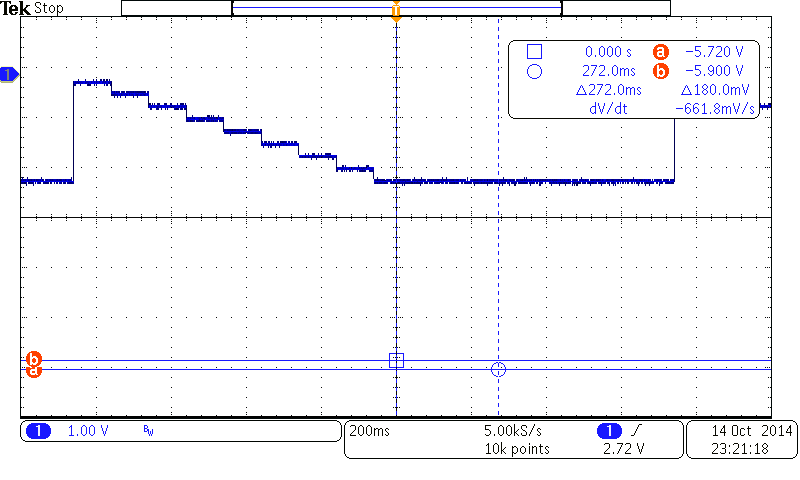 Tek Stop
T
1
0.000 s a -5.720 V
272.0ms b -5.900 V
Δ272.0ms Δ180.0mV
dV/dt -661.8mV/s
b
a
1 1.00 V BW
200ms 5.00kS/s 1
10k points 2.72 V
14 Oct 2014
23:21:18